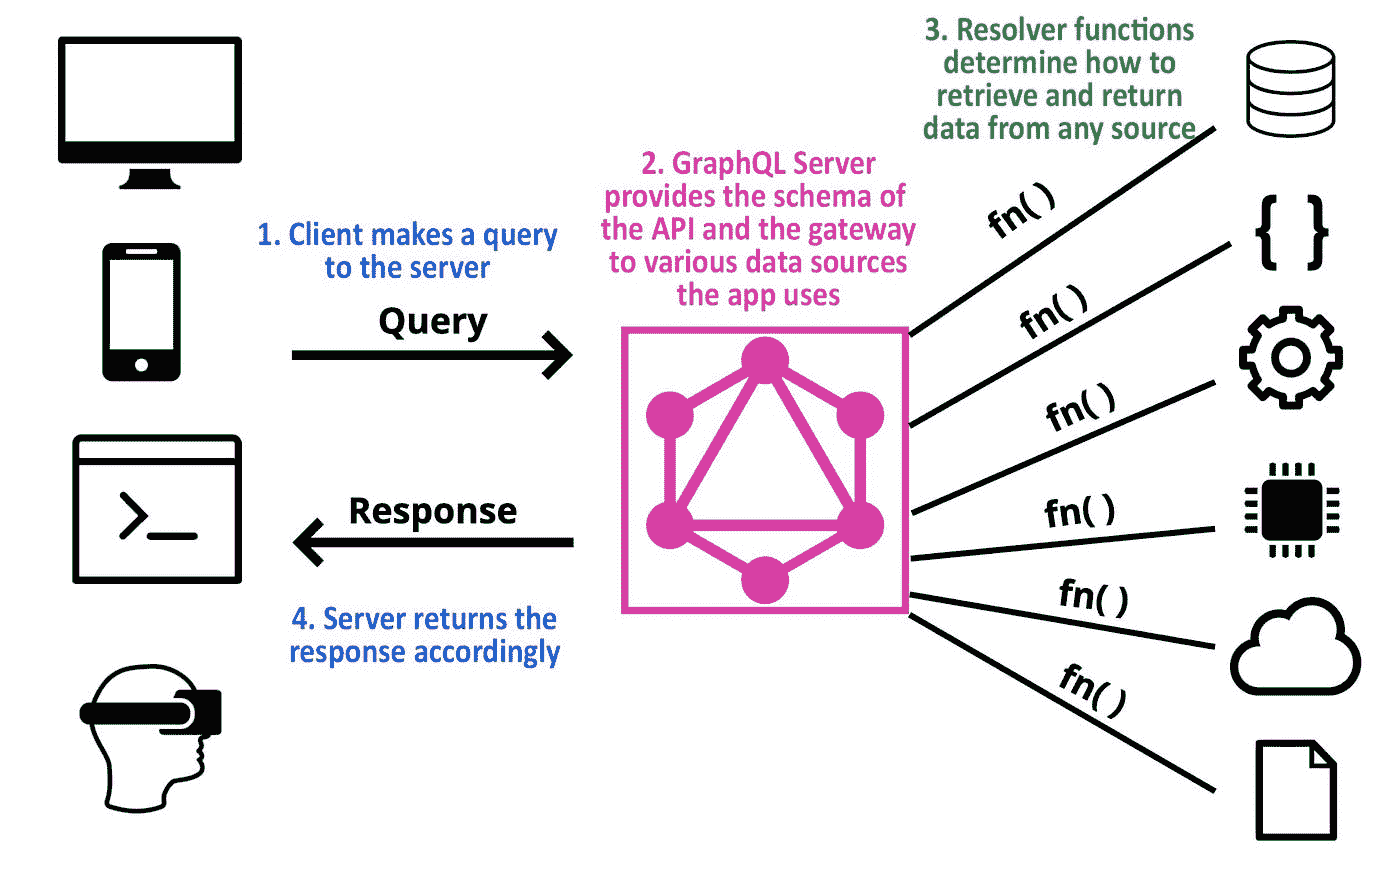 1. Client makes a query
to the server
Query
2. GraphQL Server
provides the schema of
the API and the gateway
to various data sources
the app uses
3. Resolver functions
determine how to
retrieve and return
data from any source
fn( )
fn( )
fn( )
fn( )
fn( )
fn( )
{ }
>_
Response
4. Server returns the
response accordingly